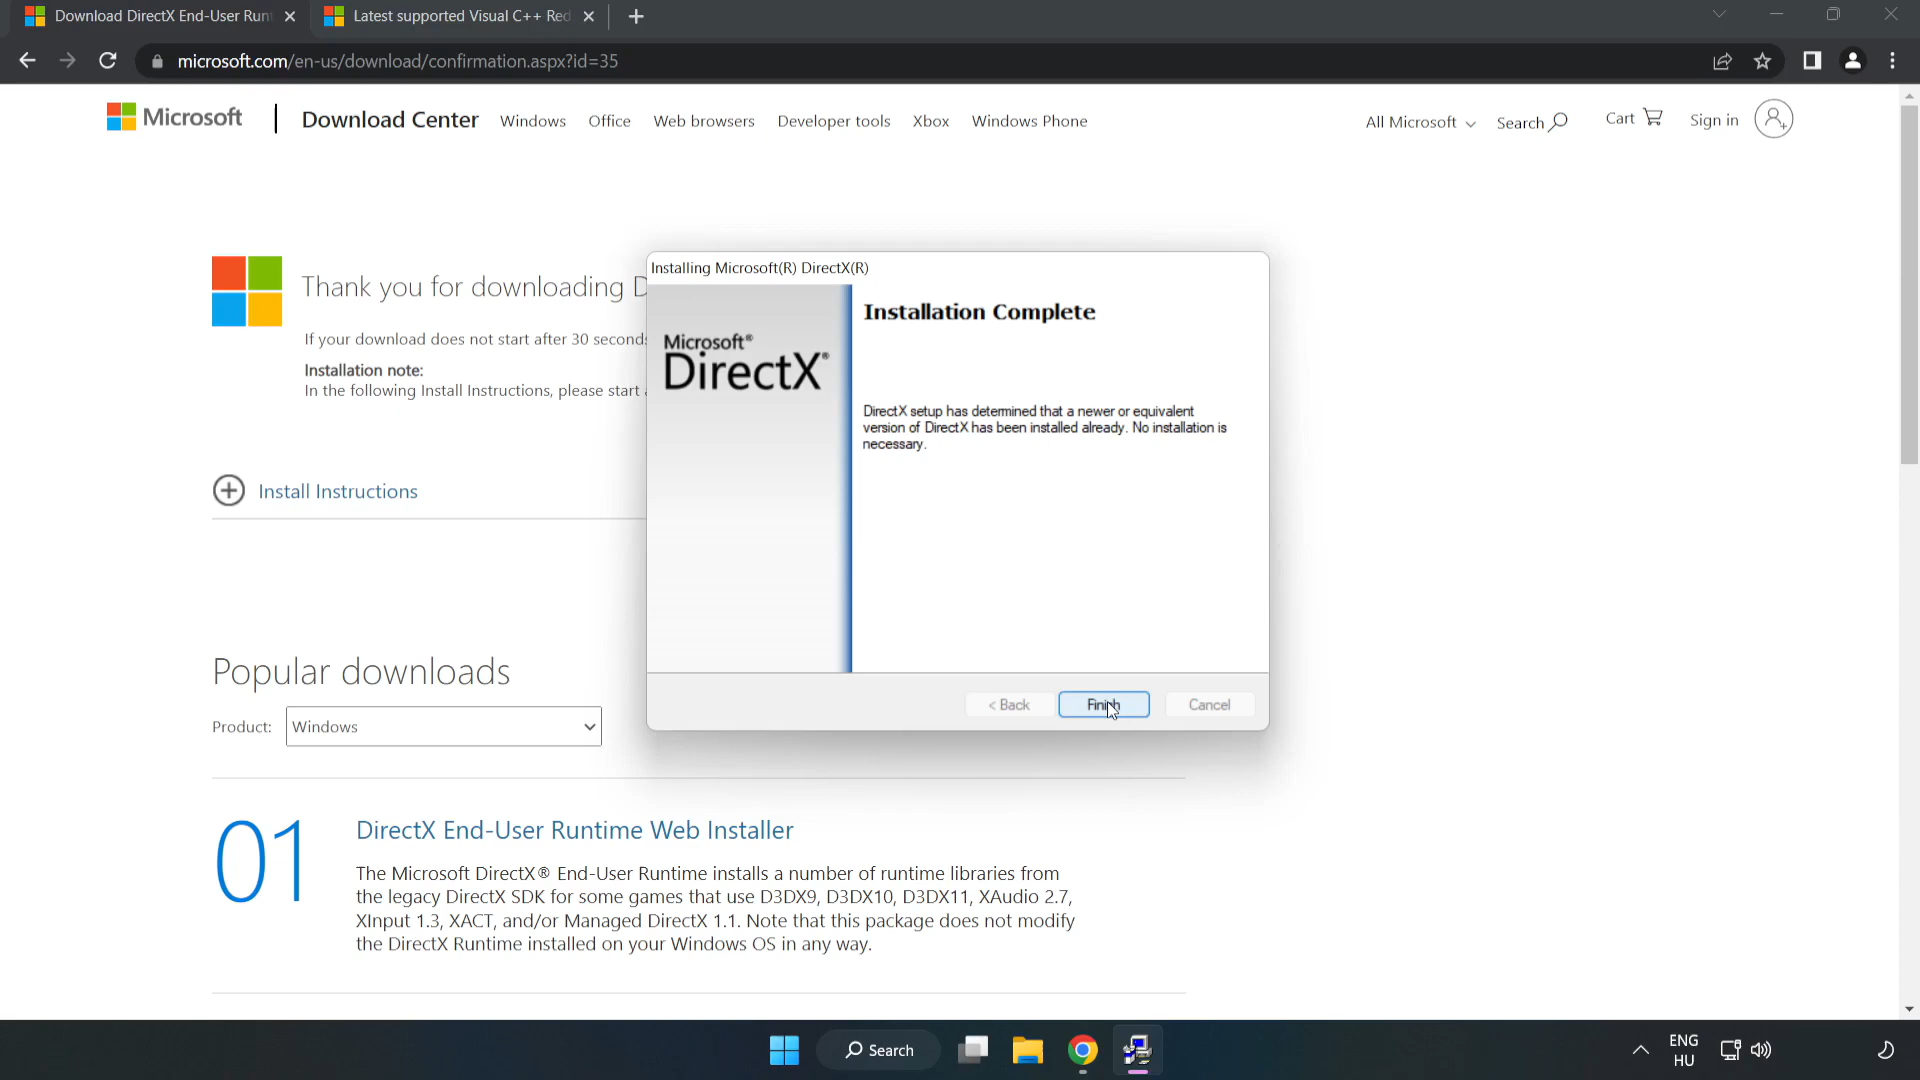 Download DirectX End-User Runt
Latest supported Visual C++ Red
microsoft.com/en-us/download/confirmation.aspx?id=35
Microsoft
Download Center
Windows
Office
Web browsers
Developer tools
Xbox
Windows Phone
All Microsoft
Search
Cart
Sign in
Thank you for downloading D
If your download does not start after 30 seconds
Installation note:
In the following Install Instructions, please start a
Install Instructions
Installing Microsoft(R) DirectX(R)
Microsoft®
DirectX®
Installation Complete
DirectX setup has determined that a newer or equivalent
version of DirectX has been installed already. No installation is
necessary.
< Back
Finish
Cancel
Popular downloads
Product:
Windows
01
DirectX End-User Runtime Web Installer
The Microsoft DirectX® End-User Runtime installs a number of runtime libraries from
the legacy DirectX SDK for some games that use D3DX9, D3DX10, D3DX11, XAudio 2.7,
XInput 1.3, XACT, and/or Managed DirectX 1.1. Note that this package does not modify
the DirectX Runtime installed on your Windows OS in any way.
Search
ENG
HU